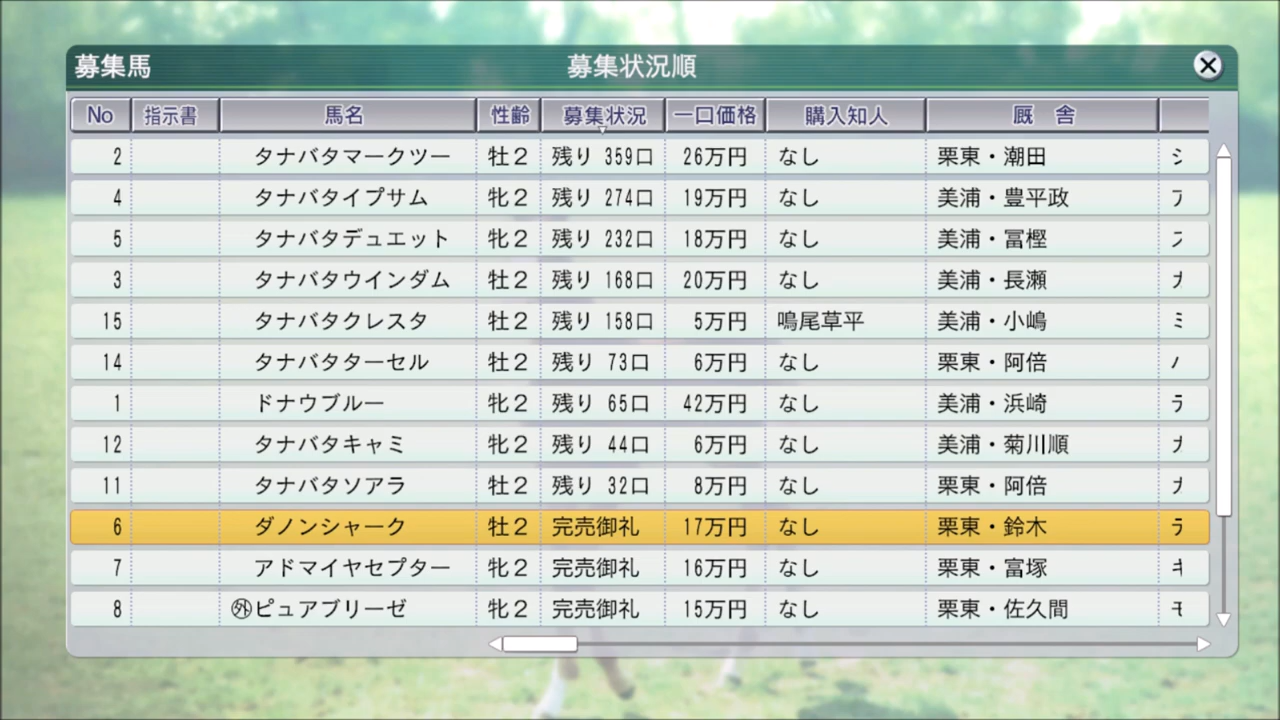 募集馬 募集状況順
No 指示書 馬名 性齢 募集状況 一口価格 購入知人 厩 舎
2 タナバタマークツー 牡2 残り 359口 26万円 なし 栗東・潮田
4 タナバタイプサム 牝2 残り 274口 19万円 なし 美浦・豊平政
5 タナバタデュエット 牝2 残り 232口 18万円 なし 美浦・冨樫
3 タナバタウインダム 牡2 残り 168口 20万円 なし 美浦・長瀬
15 タナバタクレスタ 牡2 残り 158口 5万円 鳴尾草平 美浦・小嶋
14 タナバタターセル 牡2 残り 73口 6万円 なし 栗東・阿倍
1 ドナウブルー 牝2 残り 65口 42万円 なし 美浦・浜崎
12 タナバタキャミ 牝2 残り 44口 6万円 なし 美浦・菊川順
11 タナバタソアラ 牡2 残り 32口 8万円 なし 栗東・阿倍
6 ダノンシャーク 牡2 完売御礼 17万円 なし 栗東・鈴木
7 アドマイヤセプター 牝2 完売御礼 16万円 なし 栗東・富塚
8 外ピュアブリーゼ 牝2 完売御礼 15万円 なし 栗東・佐久間